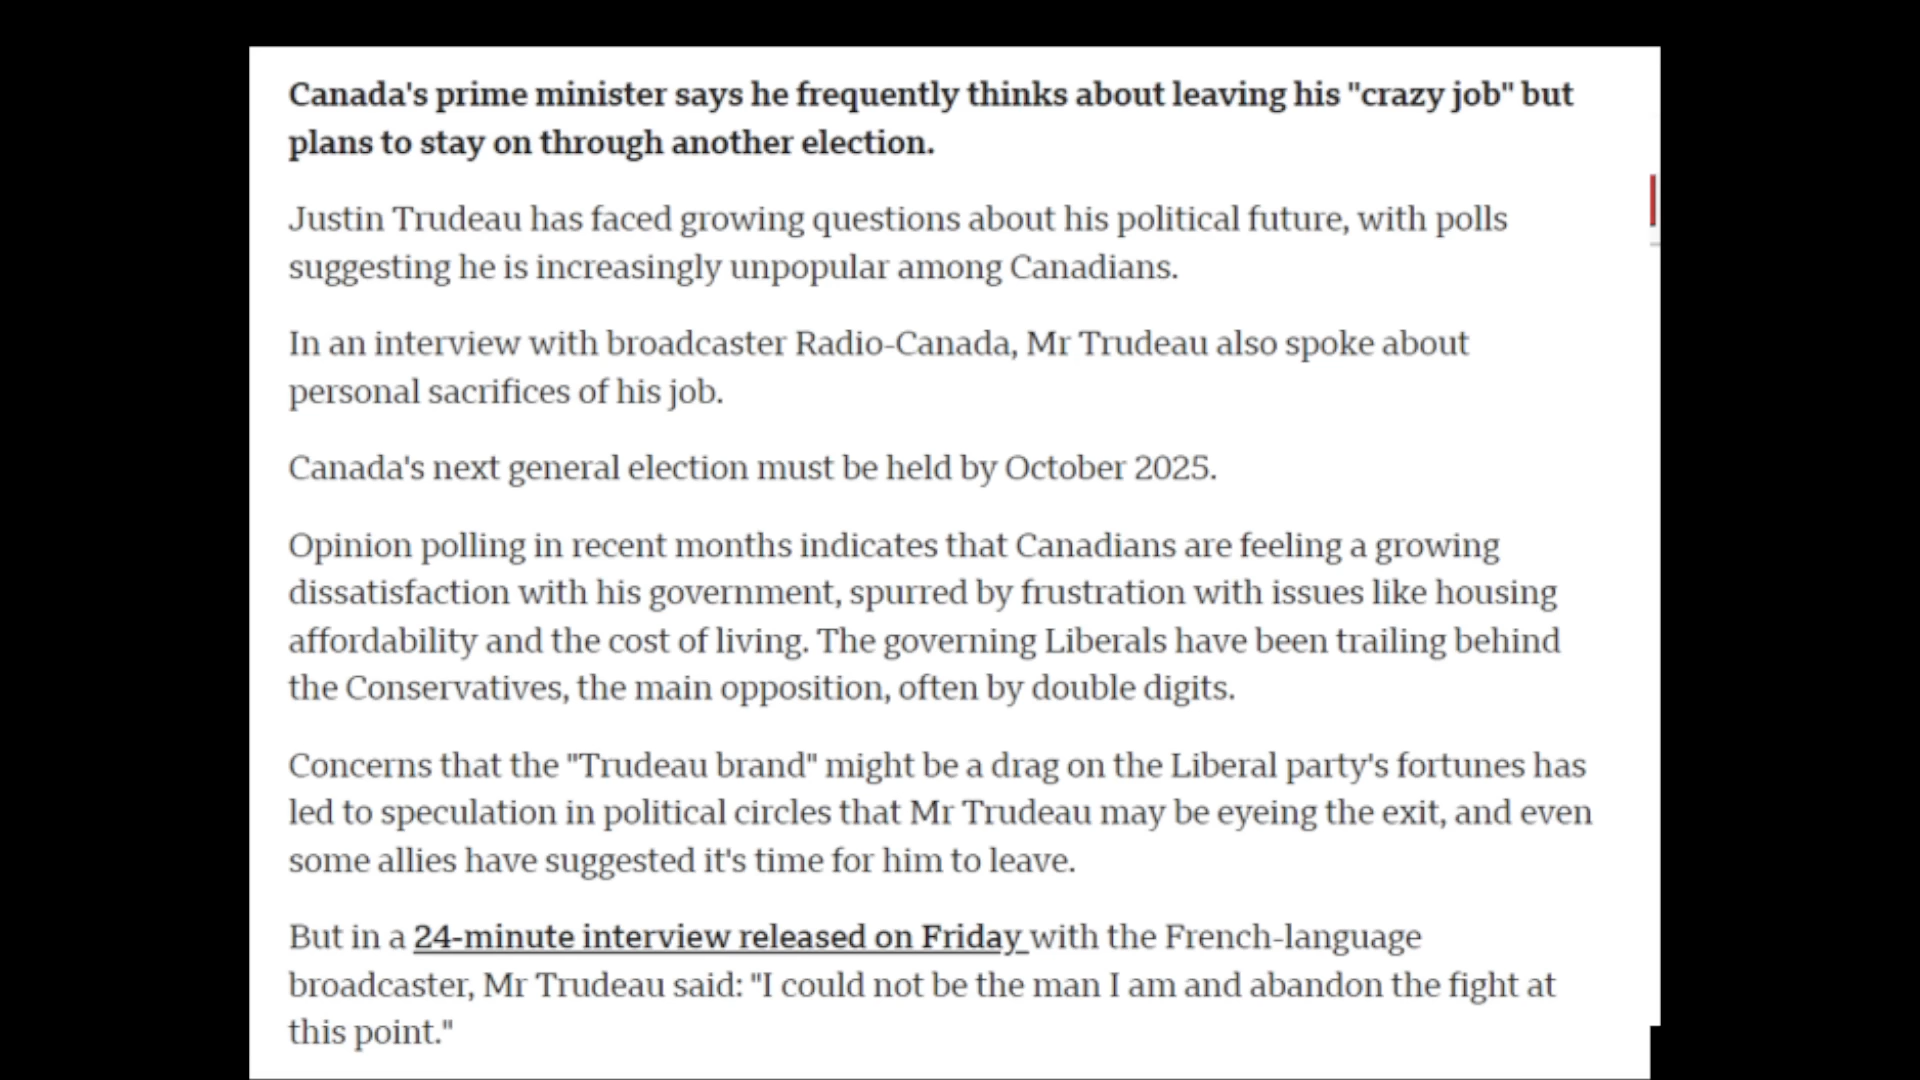 Canada's prime minister says he frequently thinks about leaving his "crazy job" but
plans to stay on through another election.
Justin Trudeau has faced growing questions about his political future, with polls
suggesting he is increasingly unpopular among Canadians.
In an interview with broadcaster Radio-Canada, Mr Trudeau also spoke about
personal sacrifices of his job.
Canada's next general election must be held by October 2025.
Opinion polling in recent months indicates that Canadians are feeling a growing
dissatisfaction with his government, spurred by frustration with issues like housing
affordability and the cost of living. The governing Liberals have been trailing behind
the Conservatives, the main opposition, often by double digits.
Concerns that the "Trudeau brand" might be a drag on the Liberal party's fortunes has
led to speculation in political circles that Mr Trudeau may be eyeing the exit, and even
some allies have suggested it's time for him to leave.
But in a 24-minute interview released on Friday with the French-language
broadcaster, Mr Trudeau said: "I could not be the man I am and abandon the fight at
this point."